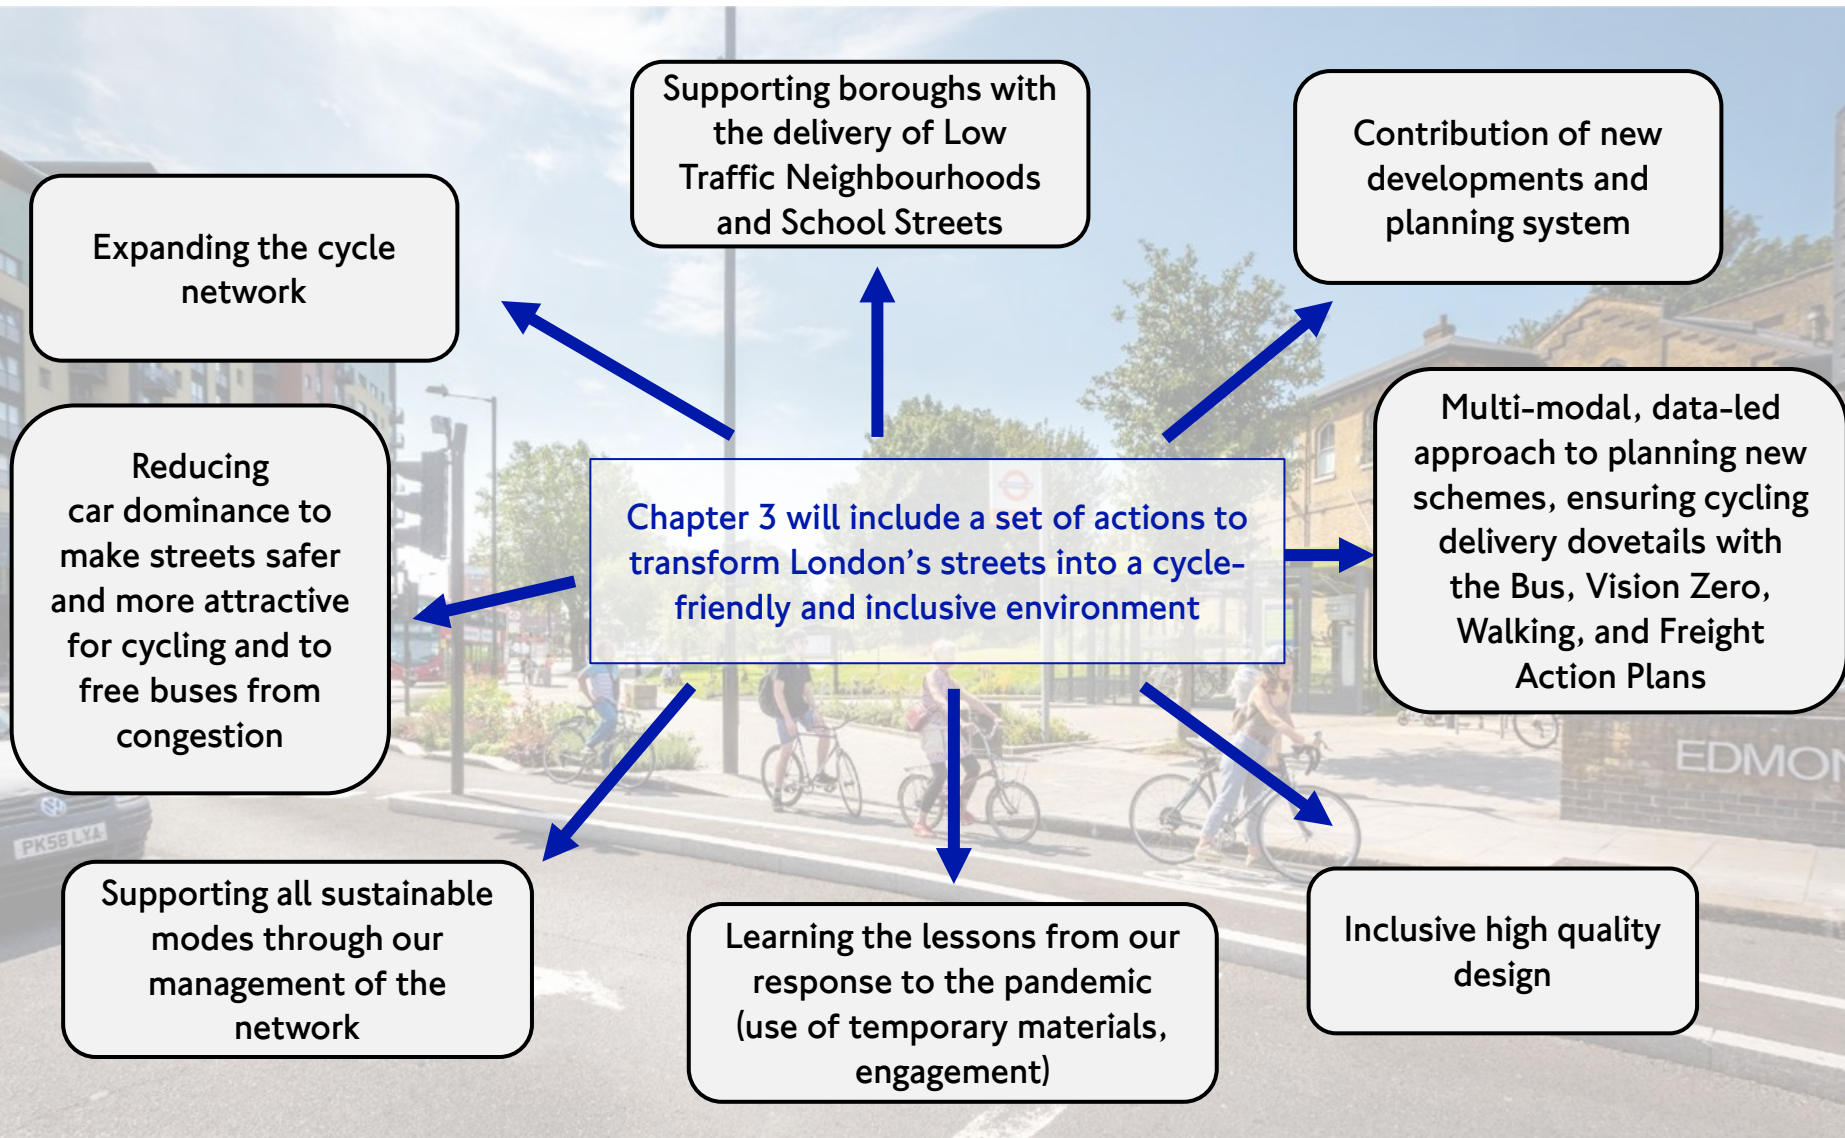 Supporting boroughs with
the delivery of Low
Traffic Neighbourhoods
and School Streets
Contribution of new
developments and
planning system
Expanding the cycle
network
Multi-modal, data-led
approach to planning new
schemes, ensuring cycling
delivery dovetails with
the Bus, Vision Zero,
Walking, and Freight
Action Plans
Reducing
car dominance to
make streets safer
and more attractive
for cycling and to
free buses from
congestion
Chapter 3 will include a set of actions to
transform London's streets into a cycle-
friendly and inclusive environment
EDMON
PK58 LYA
Supporting all sustainable
modes through our
management of the
network
Learning the lessons from our
response to the pandemic
(use of temporary materials,
engagement)
Inclusive high quality
design